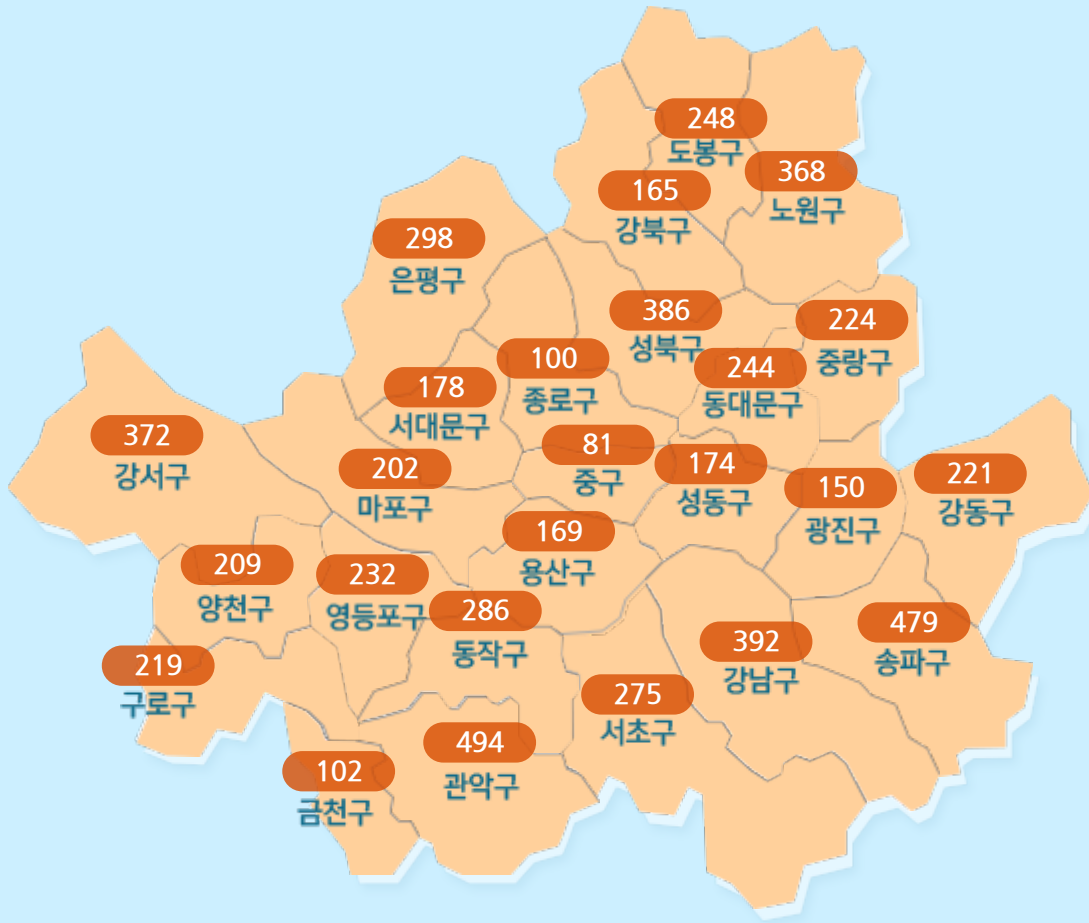 248
도봉구
368
노원구
165
강북구
298
은평구
386
성북구
224
중랑구
100
종로구
244
동대문구
178
서대문구
372
강서구
81
중구
202
마포구
174
성동구
150
광진구
221
강동구
169
용산구
209
양천구
232
영등포구
286
동작구
479
송파구
392
강남구
219
구로구
275
서초구
494
관악구
102
금천구